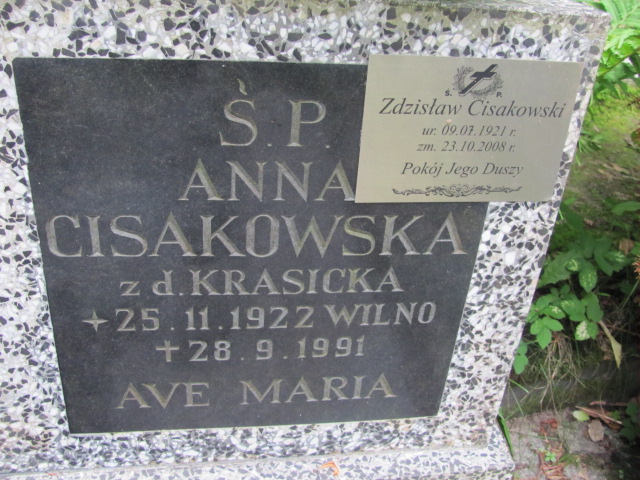 Ś.P.
ANNA
CISAKOWSKA
z d. KRASICKA
25.11.1922 WILNO
28.9.1991
AVE MARIA
Ś. P.
Zdzisław Cisakowski
ur. 09.07.1921 r.
zm. 23.10.2008 r.
Pokój Jego Duszy